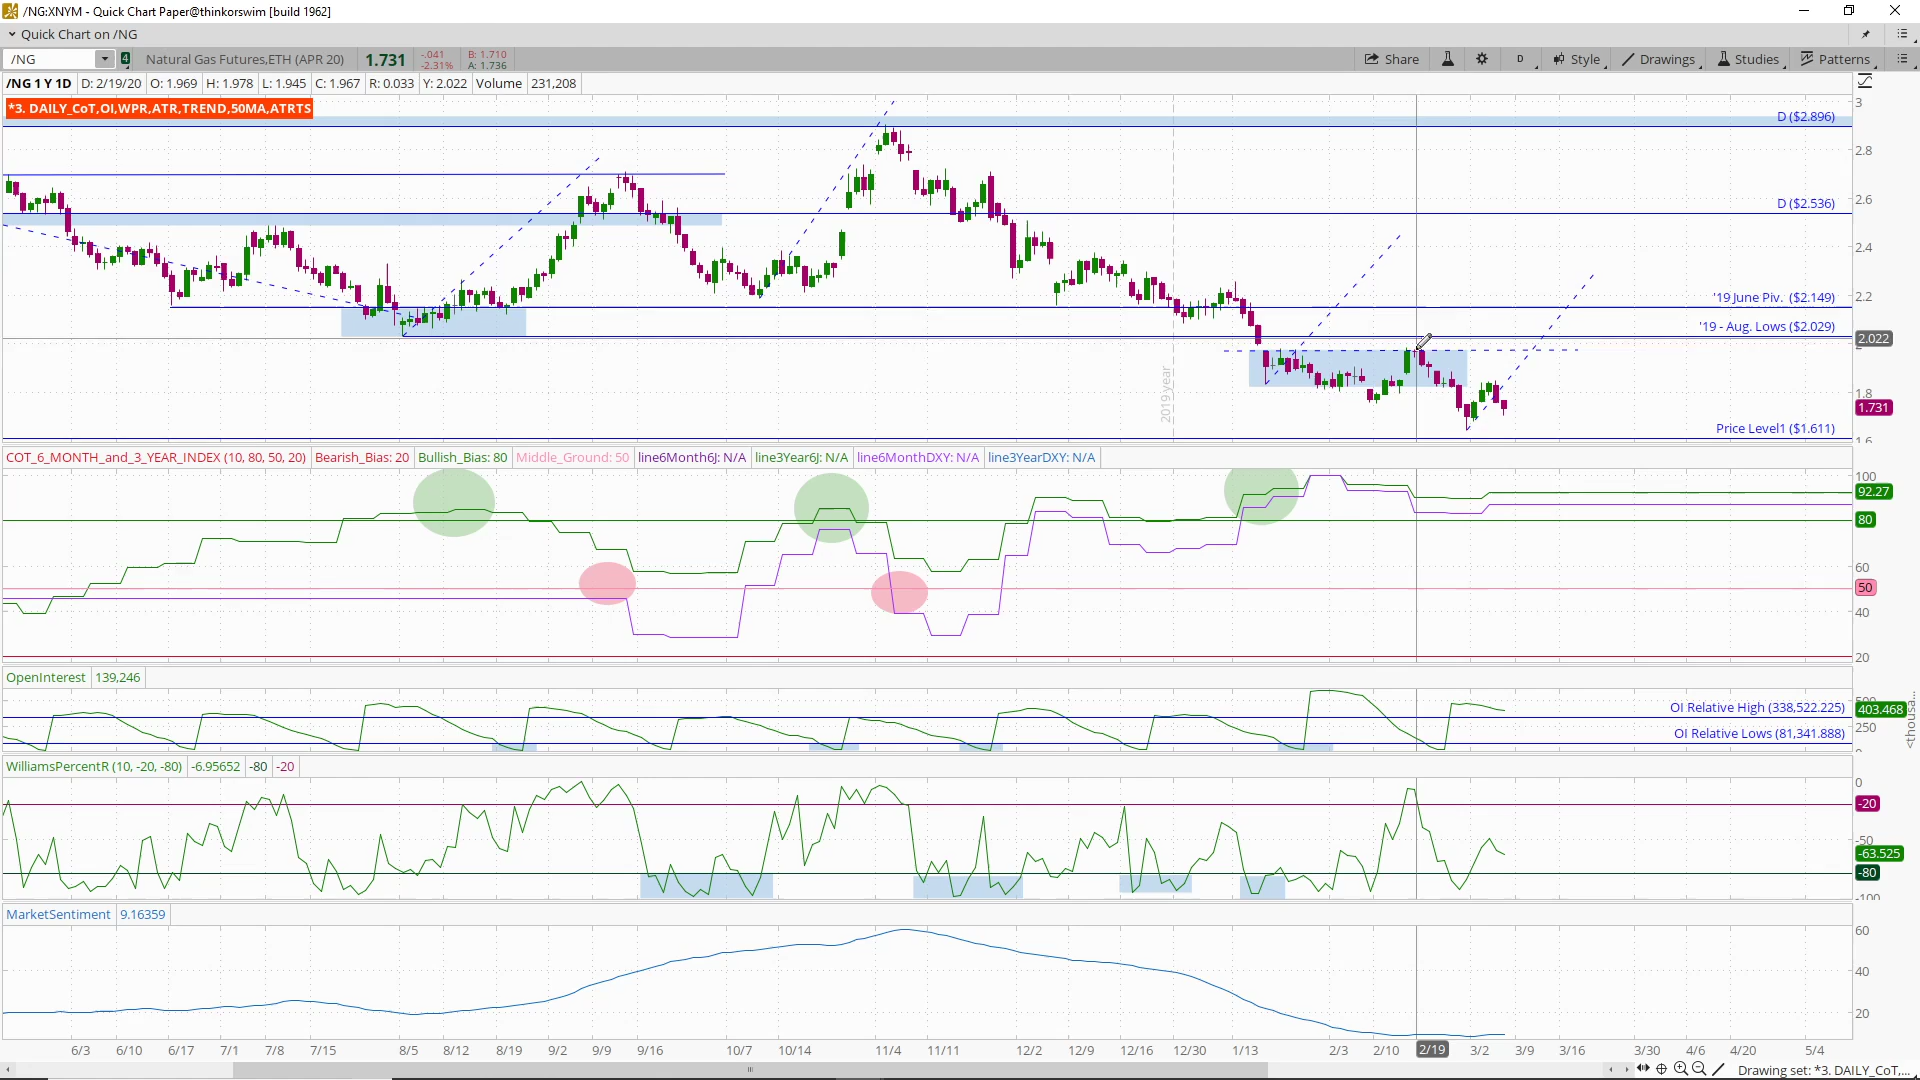 /NG:XNYM - Quick Chart Paper@thinkorswim [build 1962]
Quick Chart on /NG
/NG 4 Natural Gas Futures,ETH (APR 20) 1.731 -.041 -2.31% B: 1.710 A: 1.736 Share D Style Drawings Studies Patterns
/NG 1 Y 1D D: 2/19/20 O: 1.969 H: 1.978 L: 1.945 C: 1.967 R: 0.033 Y: 2.022 Volume 231,208
*3. DAILY_CoT,OI,WPR,ATR,TREND,50MA,ATRTS
3
D ($2.896)
2.8
D ($2.536)
2.6
2.4
'19 June Piv. ($2.149)
2.2
'19 - Aug. Lows ($2.029)
2.022
2019 year
1.8
1.731
Price Level1 ($1.611)
1.6
COT_6_MONTH_and_3_YEAR_INDEX (10, 80, 50, 20) Bearish_Bias: 20 Bullish_Bias: 80 Middle_Ground: 50 line6Month6J: N/A line3Year6J: N/A line6MonthDXY: N/A line3YearDXY: N/A
100
92.27
80
60
50
40
20
OpenInterest 139,246
500
OI Relative High (338,522.225) 403.468
250
OI Relative Lows (81,341.888)
0
<thousa...
WilliamsPercentR (10, -20, -80) -6.95652 -80 -20
0
-20
-50
-63.525
-80
-100
MarketSentiment 9.16359
60
40
20
6/3 6/10 6/17 7/1 7/8 7/15 8/5 8/12 8/19 9/2 9/9 9/16 10/7 10/14 11/4 11/11 12/2 12/9 12/16 12/30 1/13 2/3 2/10 2/19 3/2 3/9 3/16 3/30 4/6 4/20 5/4
Drawing set: *3. DAILY_CoT,...